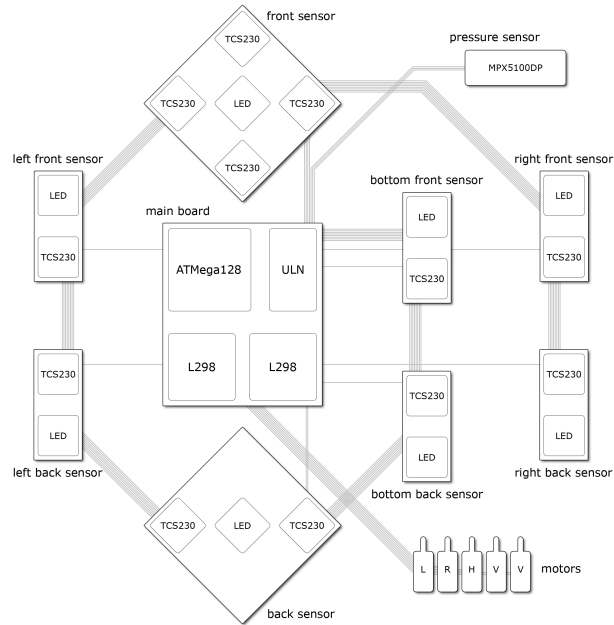 front sensor
TCS230
pressure sensor
MPX5100DP
TCS230
LED
TCS230
TCS230
left front sensor
LED
TCS230
right front sensor
LED
TCS230
bottom front sensor
LED
TCS230
main board
ATMega128
ULN
L298
L298
TCS230
LED
left back sensor
TCS230
LED
bottom back sensor
TCS230
LED
right back sensor
TCS230
LED
TCS230
back sensor
L
R
H
V
V
motors